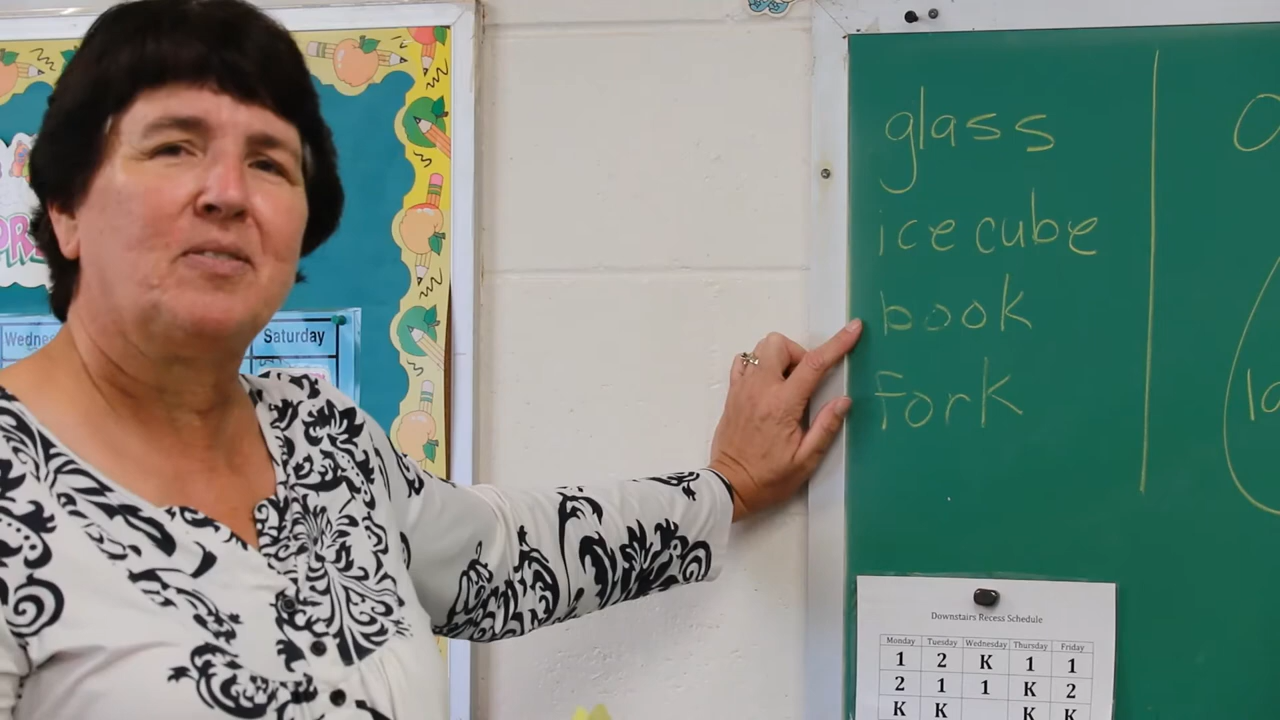 glass
ice cube
book
fork
Saturday
Downstairs Recess Schedule
Monday Tuesday Wednesday Thursday Friday
1 2 K 1 1
2 1 1 K 2
K K K K